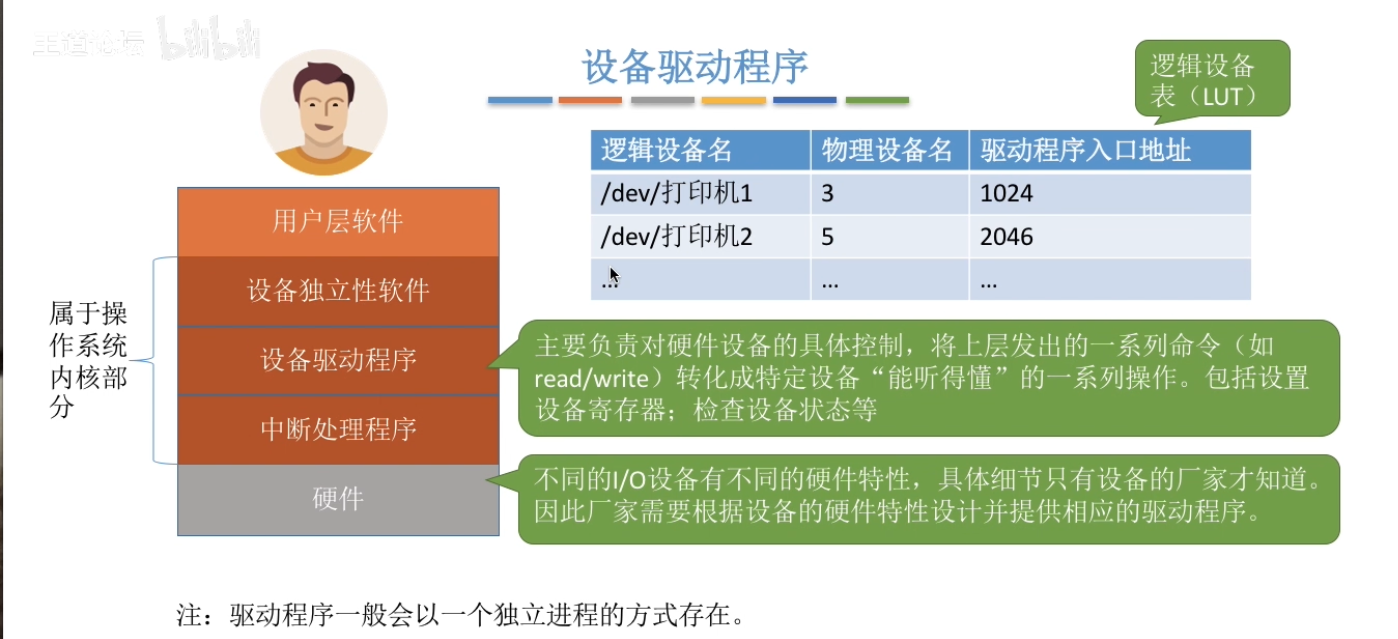 王道论坛 bilibili
设备驱动程序
逻辑设备
表（LUT）
逻辑设备名 物理设备名 驱动程序入口地址
/dev/打印机1 3 1024
/dev/打印机2 5 2046
... ... ...
用户层软件
设备独立性软件
设备驱动程序
中断处理程序
硬件
属于操
作系统
内核部
分
主要负责对硬件设备的具体控制，将上层发出的一系列命令（如
read/write）转化成特定设备“能听得懂”的一系列操作。包括设置
设备寄存器；检查设备状态等
不同的I/O设备有不同的硬件特性，具体细节只有设备的厂家才知道。
因此厂家需要根据设备的硬件特性设计并提供相应的驱动程序。
注：驱动程序一般会以一个独立进程的方式存在。